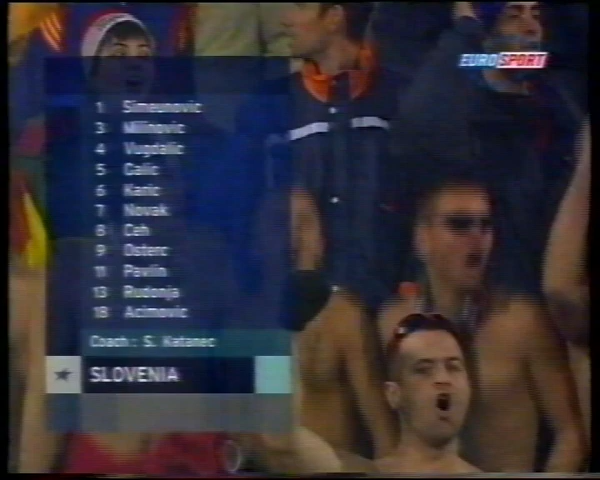 EUROSPORT
1 Simeunovic
3 Milinovic
4 Vugdalic
5 Galic
6 Karic
7 Novak
8 Ceh
9 Osterc
11 Pavlin
13 Rudonja
18 Acimovic
Coach : S. Katanec
SLOVENIA